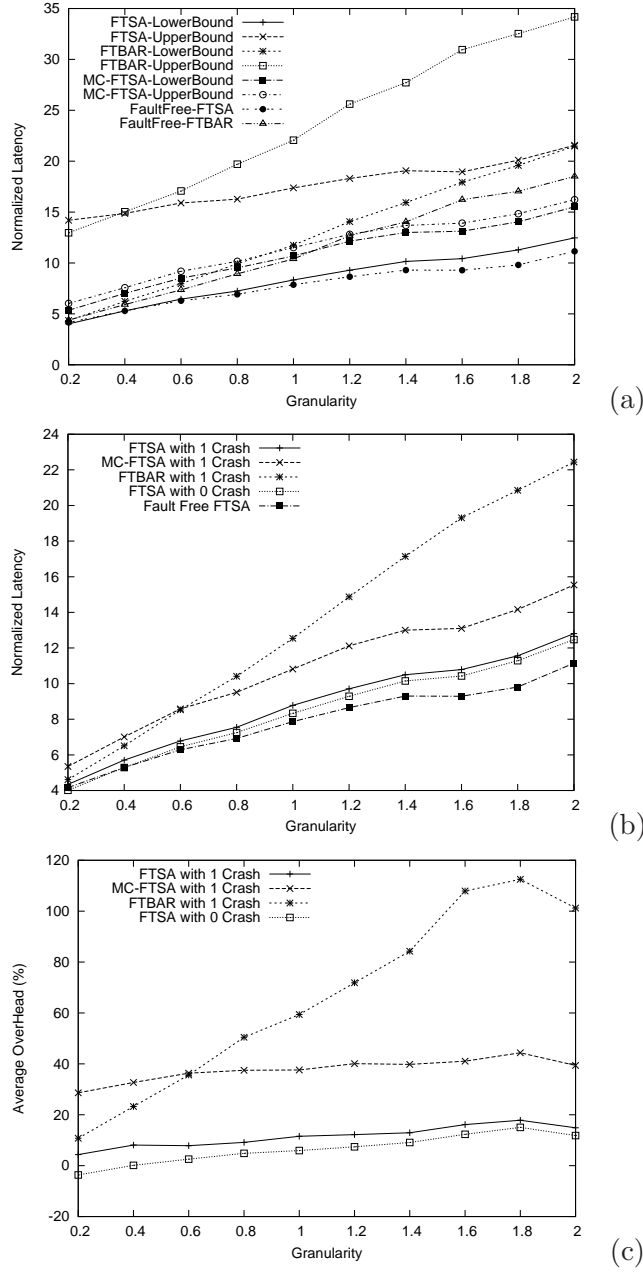 35
30
25
20
15
10
5
0
Normalized Latency
FTSA-LowerBound
FTSA-UpperBound
FTBAR-LowerBound
FTBAR-UpperBound
MC-FTSA-LowerBound
MC-FTSA-UpperBound
FaultFree-FTSA
FaultFree-FTBAR
0.2 0.4 0.6 0.8 1 1.2 1.4 1.6 1.8 2
Granularity
(a)
24
22
20
18
16
14
12
10
8
6
4
Normalized Latency
FTSA with 1 Crash
MC-FTSA with 1 Crash
FTBAR with 1 Crash
FTSA with 0 Crash
Fault Free FTSA
0.2 0.4 0.6 0.8 1 1.2 1.4 1.6 1.8 2
Granularity
(b)
120
100
80
60
40
20
0
-20
Average OverHead (%)
FTSA with 1 Crash
MC-FTSA with 1 Crash
FTBAR with 1 Crash
FTSA with 0 Crash
0.2 0.4 0.6 0.8 1 1.2 1.4 1.6 1.8 2
Granularity
(c)